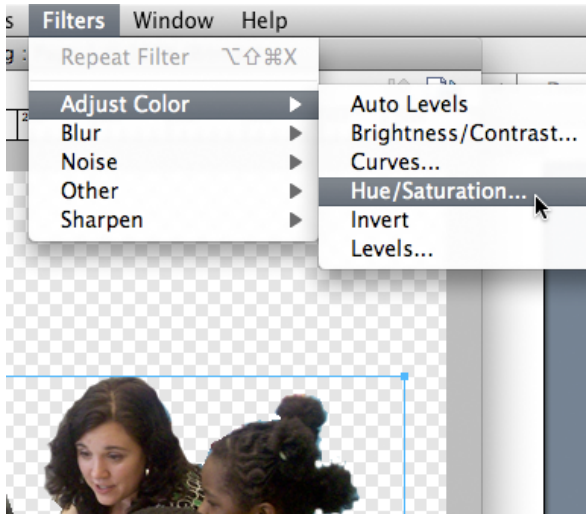 s Filters Window Help
g :
Repeat Filter ⌥⇧⌘X
Adjust Color ▶
Blur ▶
Noise ▶
Other ▶
Sharpen ▶
Auto Levels
Brightness/Contrast...
Curves...
Hue/Saturation...
Invert
Levels...